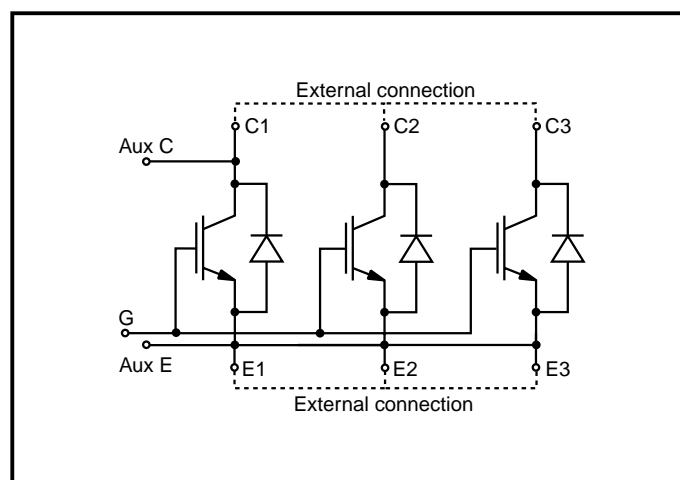 External connection
C1
C2
C3
Aux C
G
Aux E
E1
E2
E3
External connection